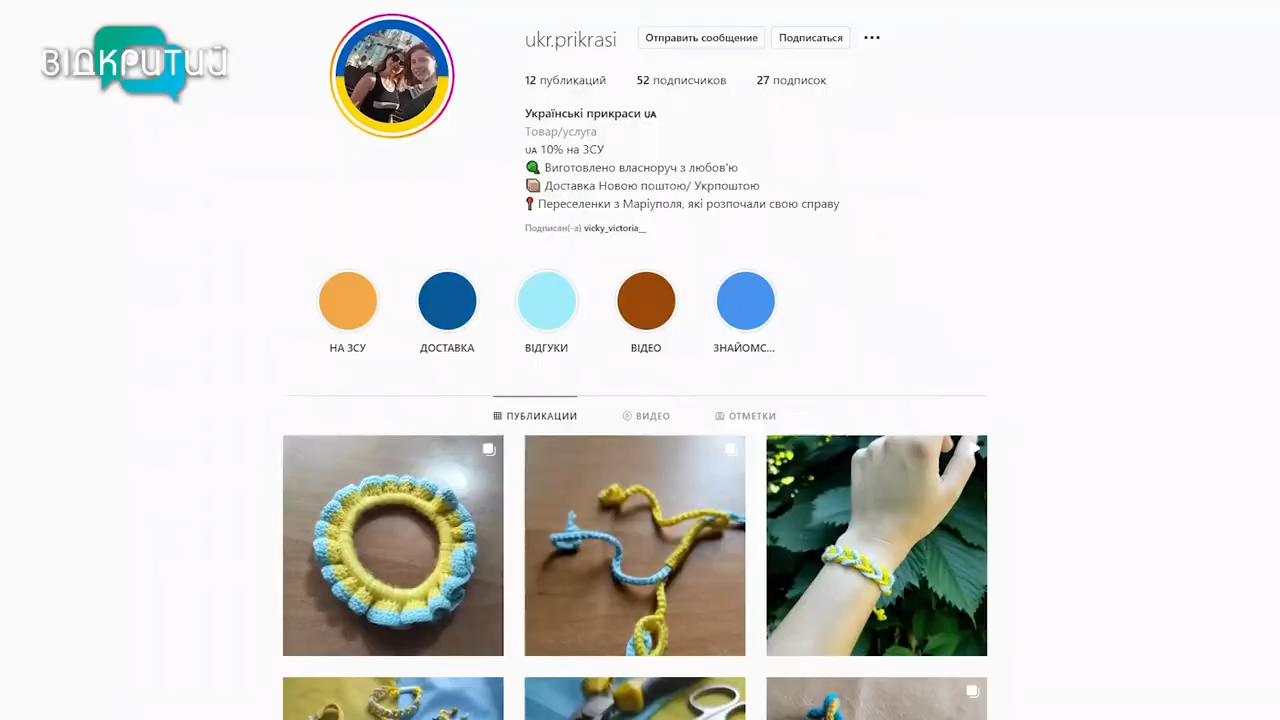 ВІДКРИТИЙ
ukr.prikrasi
Отправить сообщение
Подписаться
12 публикаций
52 подписчиков
27 подписок
Українські прикраси UA
Товар/услуга
UA 10% на ЗСУ
Виготовлено власноруч з любов'ю
Доставка Новою поштою/ Укрпоштою
Переселенки з Маріуполя, які розпочали свою справу
Подписан(-а) vicky_victoria__
НА ЗСУ
ДОСТАВКА
ВІДГУКИ
ВІДЕО
ЗНАЙОМС...
ПУБЛИКАЦИИ
ВИДЕО
ОТМЕТКИ